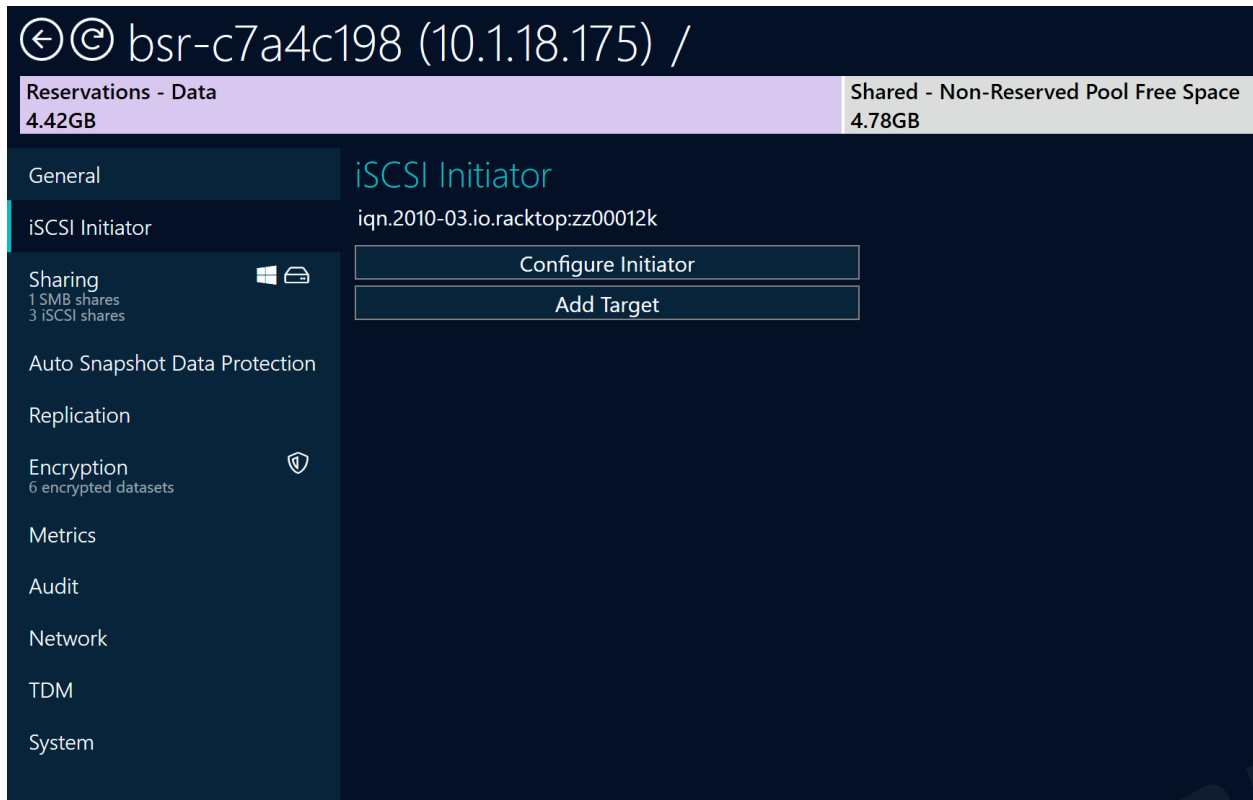 bsr-c7a4c198 (10.1.18.175) /
Reservations - Data
4.42GB
Shared - Non-Reserved Pool Free Space
4.78GB
General
iSCSI Initiator
Sharing
1 SMB shares
3 iSCSI shares
Auto Snapshot Data Protection
Replication
Encryption
6 encrypted datasets
Metrics
Audit
Network
TDM
System
iSCSI Initiator
iqn.2010-03.io.racktop:zz00012k
Configure Initiator
Add Target